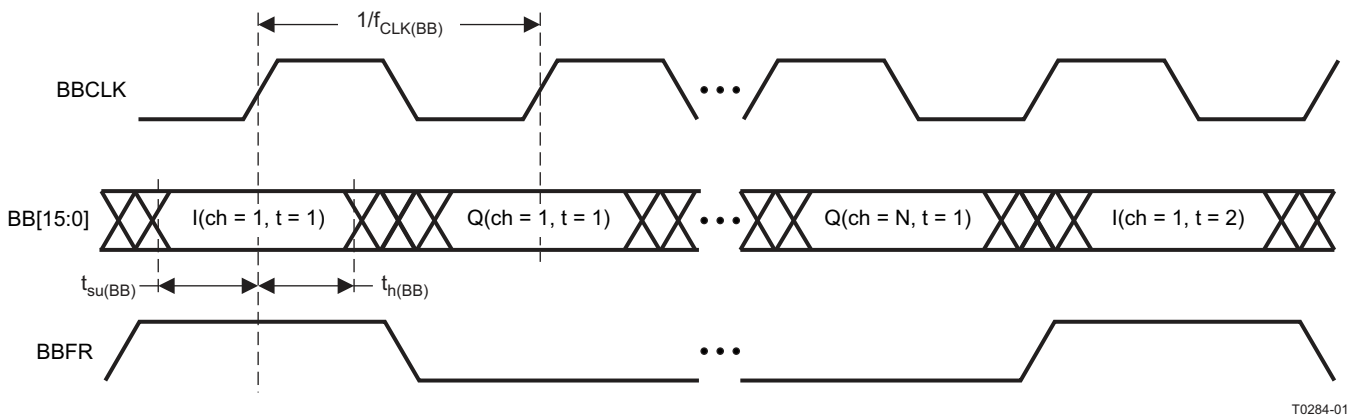 1/fCLK(BB)
BBCLK
BB[15:0]
I(ch = 1, t = 1)
Q(ch = 1, t = 1)
Q(ch = N, t = 1)
I(ch = 1, t = 2)
tsu(BB)
th(BB)
BBFR
T0284-01